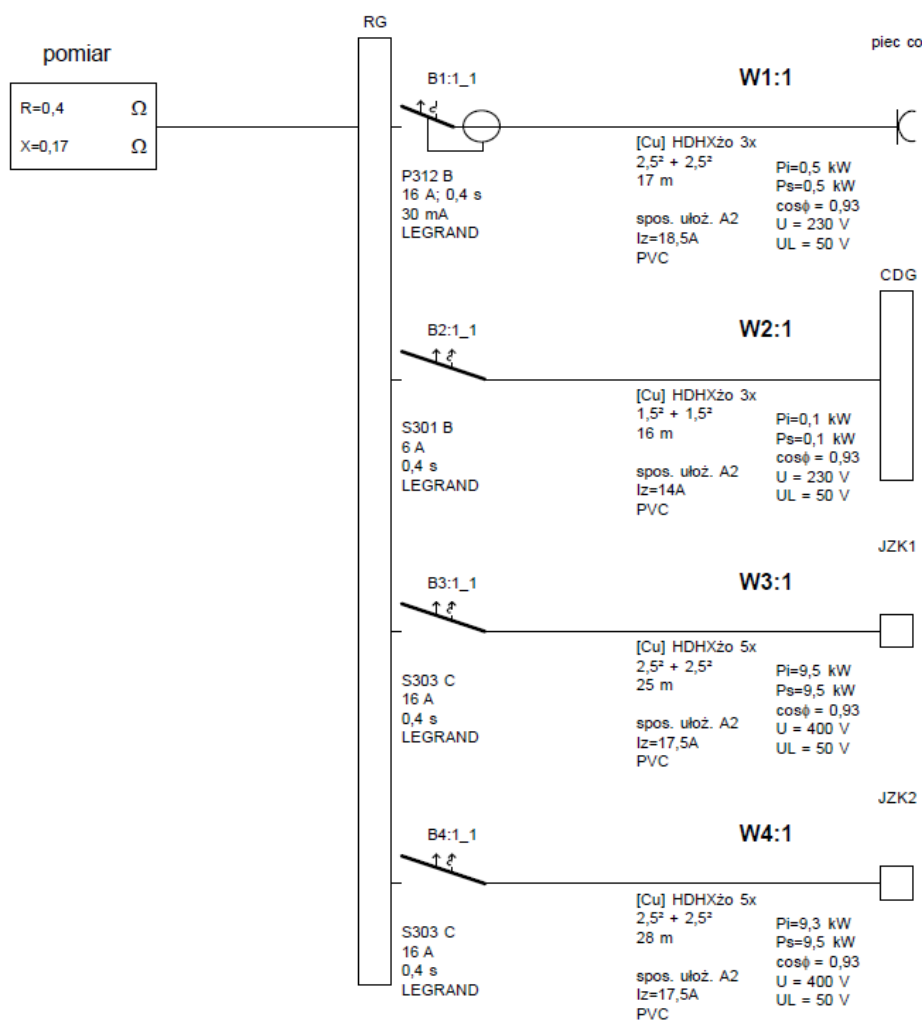 RG
pomiar
R=0,4 Ω
X=0,17 Ω
piec co
B1:1_1
W1:1
P312 B
16 A; 0,4 s
30 mA
LEGRAND
[Cu] HDHXżo 3x
2,5² + 2,5²
17 m
spos. ułoż. A2
Iz=18,5A
PVC
Pi=0,5 kW
Ps=0,5 kW
cosϕ = 0,93
U = 230 V
UL = 50 V
CDG
B2:1_1
W2:1
S301 B
6 A
0,4 s
LEGRAND
[Cu] HDHXżo 3x
1,5² + 1,5²
16 m
spos. ułoż. A2
Iz=14A
PVC
Pi=0,1 kW
Ps=0,1 kW
cosϕ = 0,93
U = 230 V
UL = 50 V
JZK1
B3:1_1
W3:1
S303 C
16 A
0,4 s
LEGRAND
[Cu] HDHXżo 5x
2,5² + 2,5²
25 m
spos. ułoż. A2
Iz=17,5A
PVC
Pi=9,5 kW
Ps=9,5 kW
cosϕ = 0,93
U = 400 V
UL = 50 V
JZK2
B4:1_1
W4:1
S303 C
16 A
0,4 s
LEGRAND
[Cu] HDHXżo 5x
2,5² + 2,5²
28 m
spos. ułoż. A2
Iz=17,5A
PVC
Pi=9,3 kW
Ps=9,5 kW
cosϕ = 0,93
U = 400 V
UL = 50 V